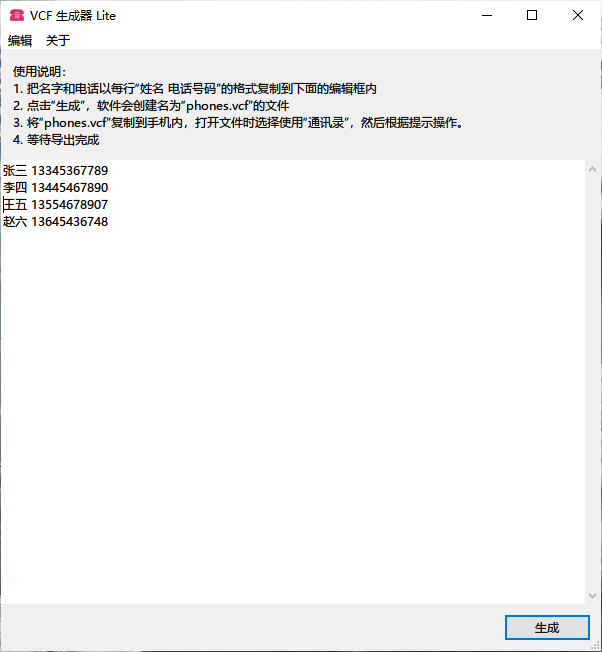 VCF 生成器 Lite
编辑 关于
使用说明：
1. 把名字和电话以每行“姓名 电话号码”的格式复制到下面的编辑框内
2. 点击“生成”，软件会创建名为“phones.vcf”的文件
3. 将“phones.vcf”复制到手机内，打开文件时选择使用“通讯录”，然后根据提示操作。
4. 等待导出完成
张三 13345367789
李四 13445467890
王五 13554678907
赵六 13645436748
生成